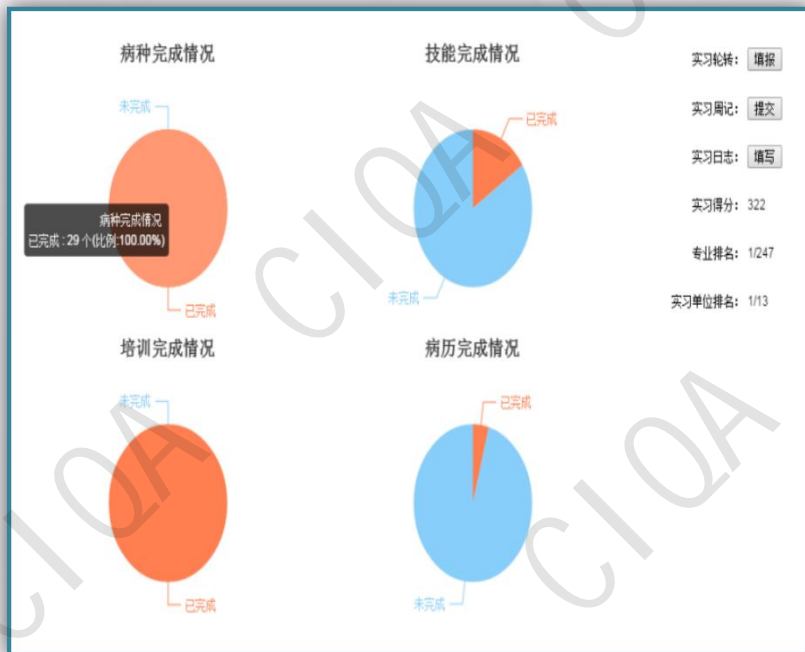 病种完成情况
未完成
病种完成情况
已完成 : 29 个(比例:100.00%)
已完成
技能完成情况
已完成
未完成
实习轮转： 填报
实习周记： 提交
实习日志： 填写
实习得分： 322
专业排名： 1/247
实习单位排名： 1/13
培训完成情况
未完成
已完成
病历完成情况
已完成
未完成
CIQA
CIQA
CIQA